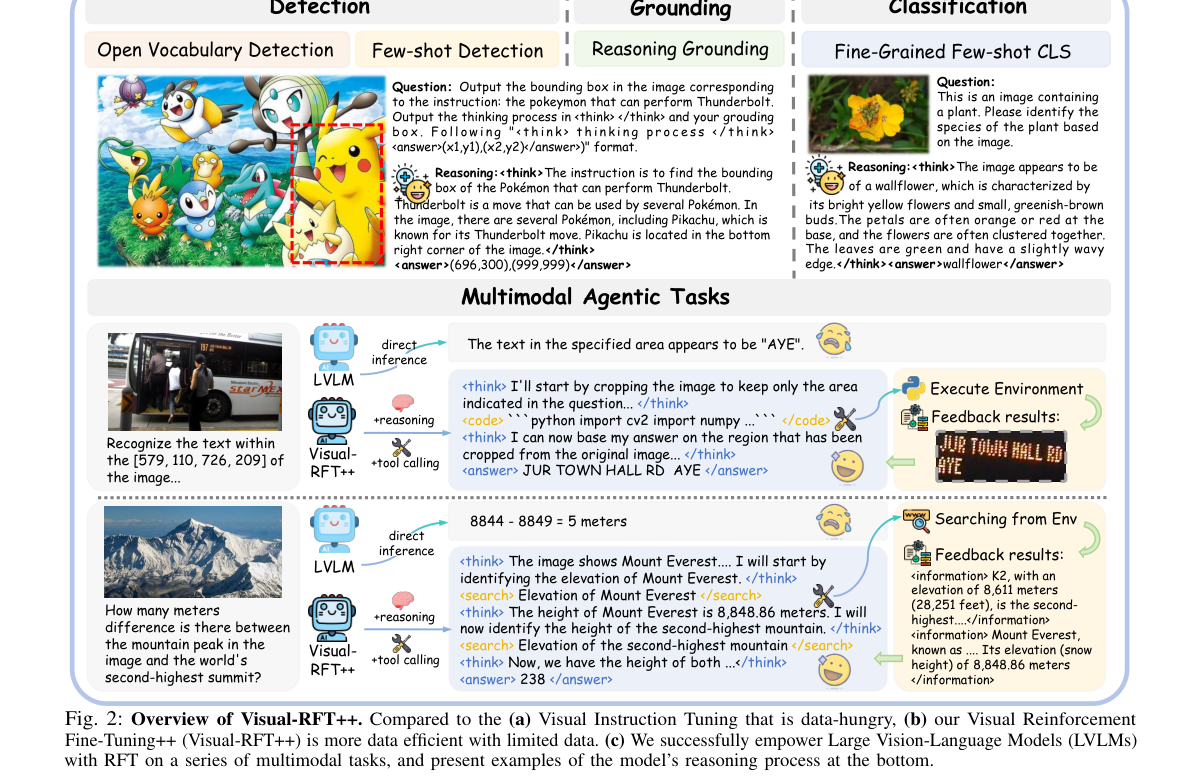 Detection
Grounding
Classification
Open Vocabulary Detection
Few-shot Detection
Reasoning Grounding
Fine-Grained Few-shot CLS
Question: Output the bounding box in the image corresponding
to the instruction: the pokeymon that can perform Thunderbolt.
Output the thinking process in <think> </think> and your grouding
box. Following "<think> thinking process </think>
<answer>(x1,y1),(x2,y2)</answer>)" format.
Reasoning:<think>The instruction is to find the bounding
box of the Pokémon that can perform Thunderbolt.
Thunderbolt is a move that can be used by several Pokémon. In
the image, there are several Pokémon, including Pikachu, which is
known for its Thunderbolt move. Pikachu is located in the bottom
right corner of the image.</think>
<answer>(696,300),(999,999)</answer>
Question:
This is an image containing
a plant. Please identify the
species of the plant based
on the image.
Reasoning:<think>The image appears to be
of a wallflower, which is characterized by
its bright yellow flowers and small, greenish-brown
buds.The petals are often orange or red at the
base, and the flowers are often clustered together.
The leaves are green and have a slightly wavy
edge.</think><answer>wallflower</answer>
Multimodal Agentic Tasks
197
Recognize the text within
the [579, 110, 726, 209] of
the image...
AI
LVLM
direct
inference
The text in the specified area appears to be "AYE".
AI
Visual-
RFT++
+reasoning
+tool calling
<think> I'll start by cropping the image to keep only the area
indicated in the question... </think>
<code> ```python import cv2 import numpy ...``` </code>
<think> I can now base my answer on the region that has been
cropped from the original image... </think>
<answer> JUR TOWN HALL RD AYE </answer>
Execute Environment
Feedback results:
JUR TOWN HALL RD
AYE
How many meters
difference is there between
the mountain peak in the
image and the world's
second-highest summit?
AI
LVLM
direct
inference
8844 - 8849 = 5 meters
AI
Visual-
RFT++
+reasoning
+tool calling
<think> The image shows Mount Everest.... I will start by
identifying the elevation of Mount Everest. </think>
<search> Elevation of Mount Everest </search>
<think> The height of Mount Everest is 8,848.86 meters. I will
now identify the height of the second-highest mountain. </think>
<search> Elevation of the second-highest mountain </search>
<think> Now, we have the height of both ...</think>
<answer> 238 </answer>
www
Searching from Env
Feedback results:
<information> K2, with an
elevation of 8,611 meters
(28,251 feet), is the second-
highest....</information>
<information> Mount Everest,
known as .... Its elevation (snow
height) of 8,848.86 meters
</information>
Fig. 2: Overview of Visual-RFT++. Compared to the (a) Visual Instruction Tuning that is data-hungry, (b) our Visual Reinforcement
Fine-Tuning++ (Visual-RFT++) is more data efficient with limited data. (c) We successfully empower Large Vision-Language Models (LVLMs)
with RFT on a series of multimodal tasks, and present examples of the model's reasoning process at the bottom.